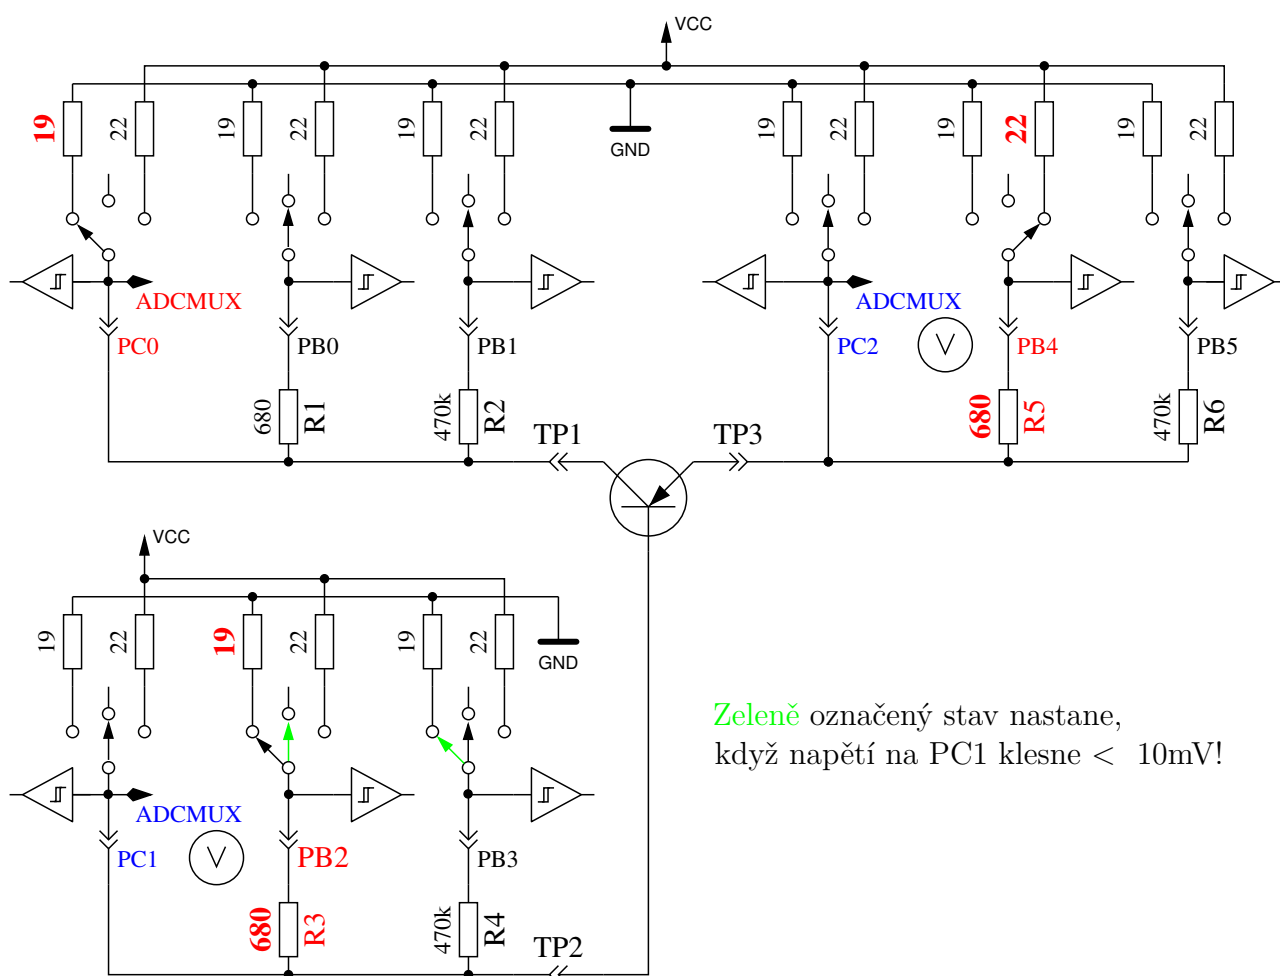 VCC
19
22
19
22
19
22
GND
19
22
19
22
19
22
ADCMUX
ADCMUX
PC0
PB0
PB1
PC2
V
PB4
PB5
680
R1
470k
R2
680
R5
470k
R6
TP1
TP3
VCC
19
22
19
22
19
22
GND
Zeleně označený stav nastane,
když napětí na PC1 klesne < 10mV!
ADCMUX
PC1
V
PB2
PB3
680
R3
470k
R4
TP2